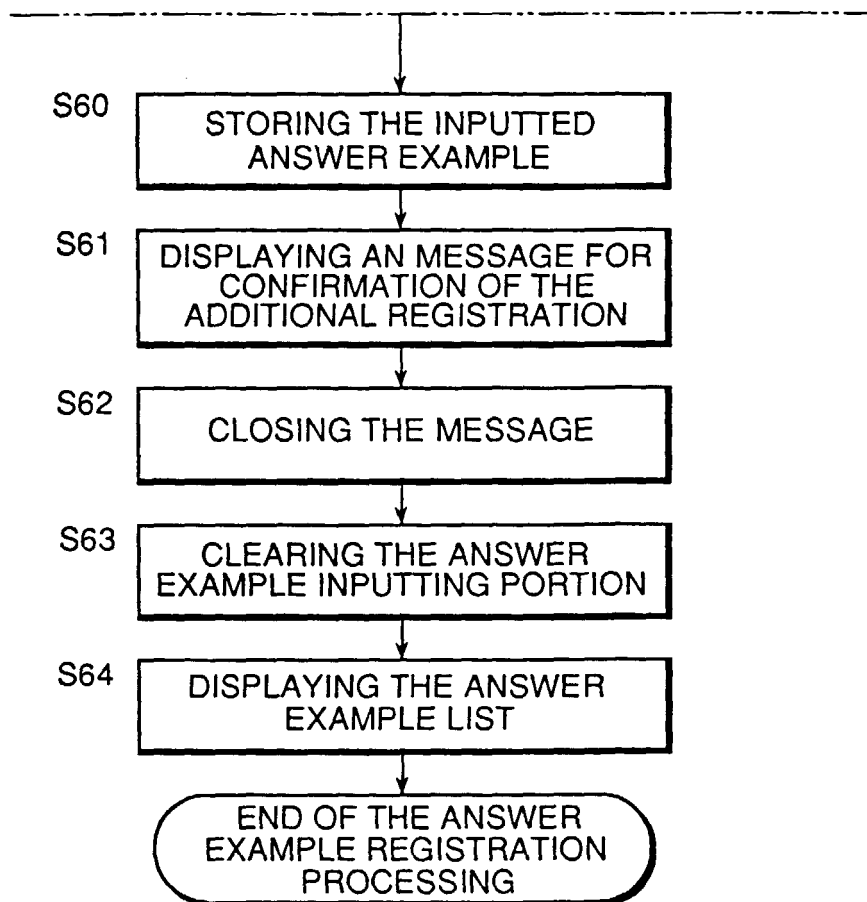 S60
STORING THE INPUTTED
ANSWER EXAMPLE
S61
DISPLAYING AN MESSAGE FOR
CONFIRMATION OF THE
ADDITIONAL REGISTRATION
S62
CLOSING THE MESSAGE
S63
CLEARING THE ANSWER
EXAMPLE INPUTTING PORTION
S64
DISPLAYING THE ANSWER
EXAMPLE LIST
END OF THE ANSWER
EXAMPLE REGISTRATION
PROCESSING